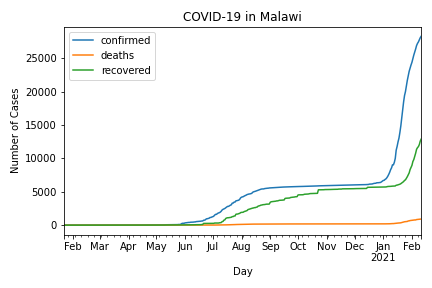 COVID-19 in Malawi
confirmed
deaths
recovered
Number of Cases
25000
20000
15000
10000
5000
0
Feb Mar Apr May Jun Jul Aug Sep Oct Nov Dec Jan Feb
2021
Day